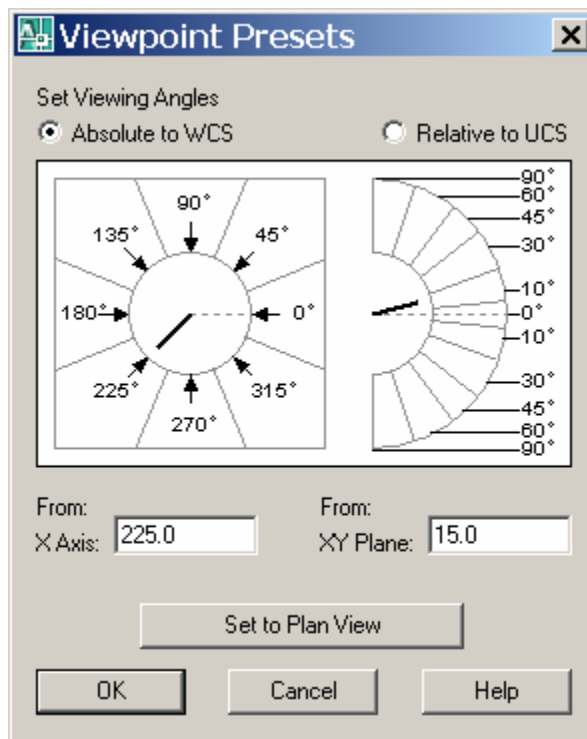 Viewpoint Presets
Set Viewing Angles
Absolute to WCS Relative to UCS
90°
135° 45°
180° 0°
225° 315°
270°
90°
60°
45°
30°
10°
0°
10°
30°
45°
60°
90°
From: From:
X Axis: 225.0 XY Plane: 15.0
Set to Plan View
OK Cancel Help